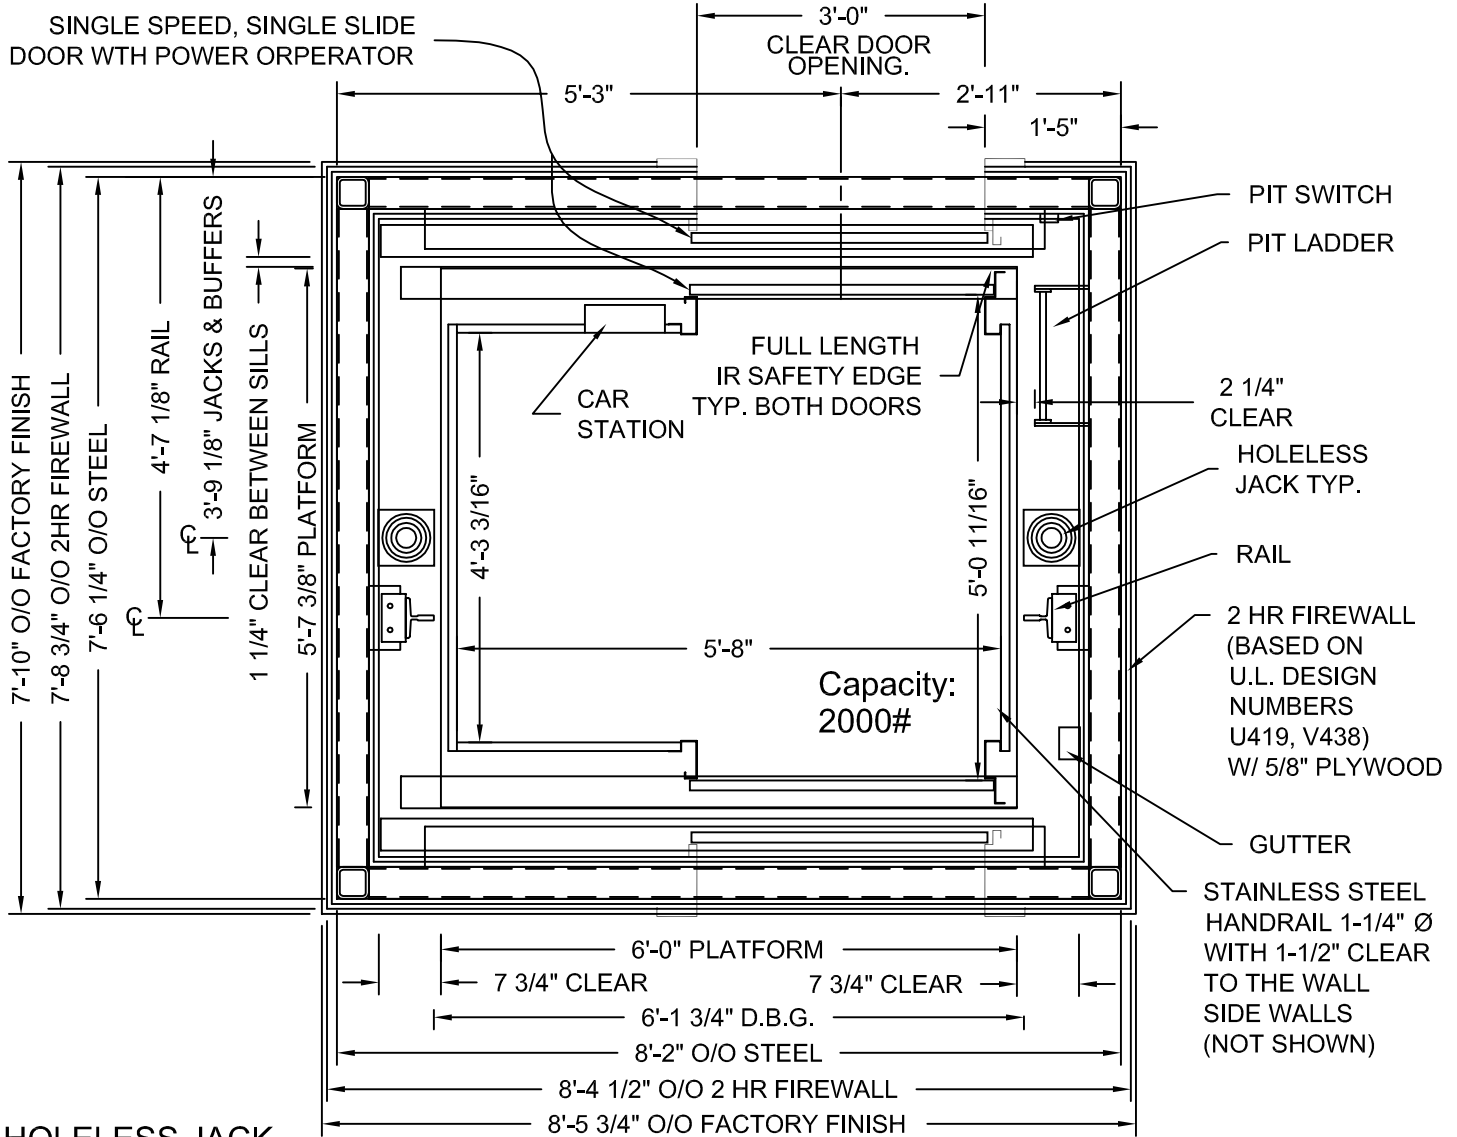 SINGLE SPEED, SINGLE SLIDE
DOOR WTH POWER ORPERATOR
3'-0"
CLEAR DOOR
OPENING.
5'-3"
2'-11"
1'-5"
7'-10" O/O FACTORY FINISH
7'-8 3/4" O/O 2HR FIREWALL
7'-6 1/4" O/O STEEL
4'-7 1/8" RAIL
3'-9 1/8" JACKS & BUFFERS
1 1/4" CLEAR BETWEEN SILLS
5'-7 3/8" PLATFORM
℄
℄
PIT SWITCH
PIT LADDER
FULL LENGTH
IR SAFETY EDGE
TYP. BOTH DOORS
CAR
STATION
2 1/4"
CLEAR
HOLELESS
JACK TYP.
4'-3 3/16"
5'-0 11/16"
RAIL
5'-8"
Capacity:
2000#
2 HR FIREWALL
(BASED ON
U.L. DESIGN
NUMBERS
U419, V438)
W/ 5/8" PLYWOOD
GUTTER
STAINLESS STEEL
HANDRAIL 1-1/4" Ø
WITH 1-1/2" CLEAR
TO THE WALL
SIDE WALLS
(NOT SHOWN)
6'-0" PLATFORM
7 3/4" CLEAR
7 3/4" CLEAR
6'-1 3/4" D.B.G.
8'-2" O/O STEEL
8'-4 1/2" O/O 2 HR FIREWALL
8'-5 3/4" O/O FACTORY FINISH
HOLELESS JACK